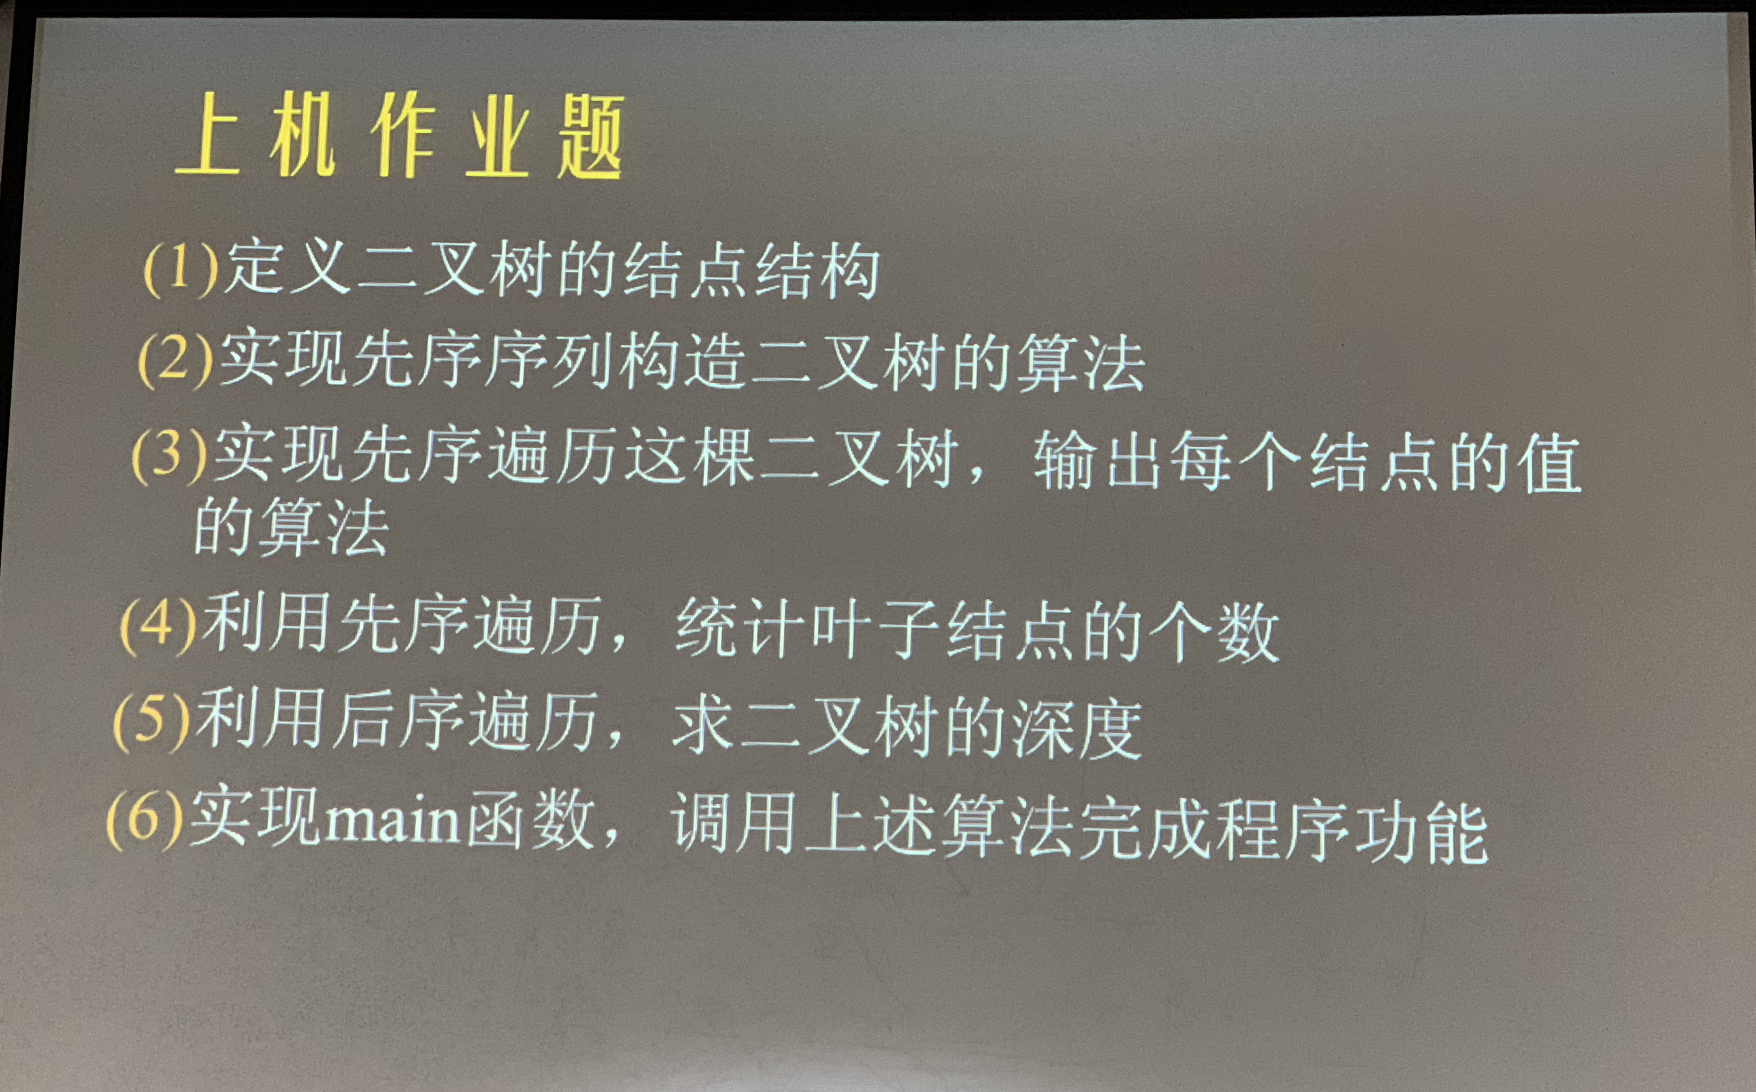 上机作业题
(1)定义二叉树的结点结构
(2)实现先序序列构造二叉树的算法
(3)实现先序遍历这棵二叉树，输出每个结点的值
的算法
(4)利用先序遍历，统计叶子结点的个数
(5)利用后序遍历，求二叉树的深度
(6)实现main函数，调用上述算法完成程序功能